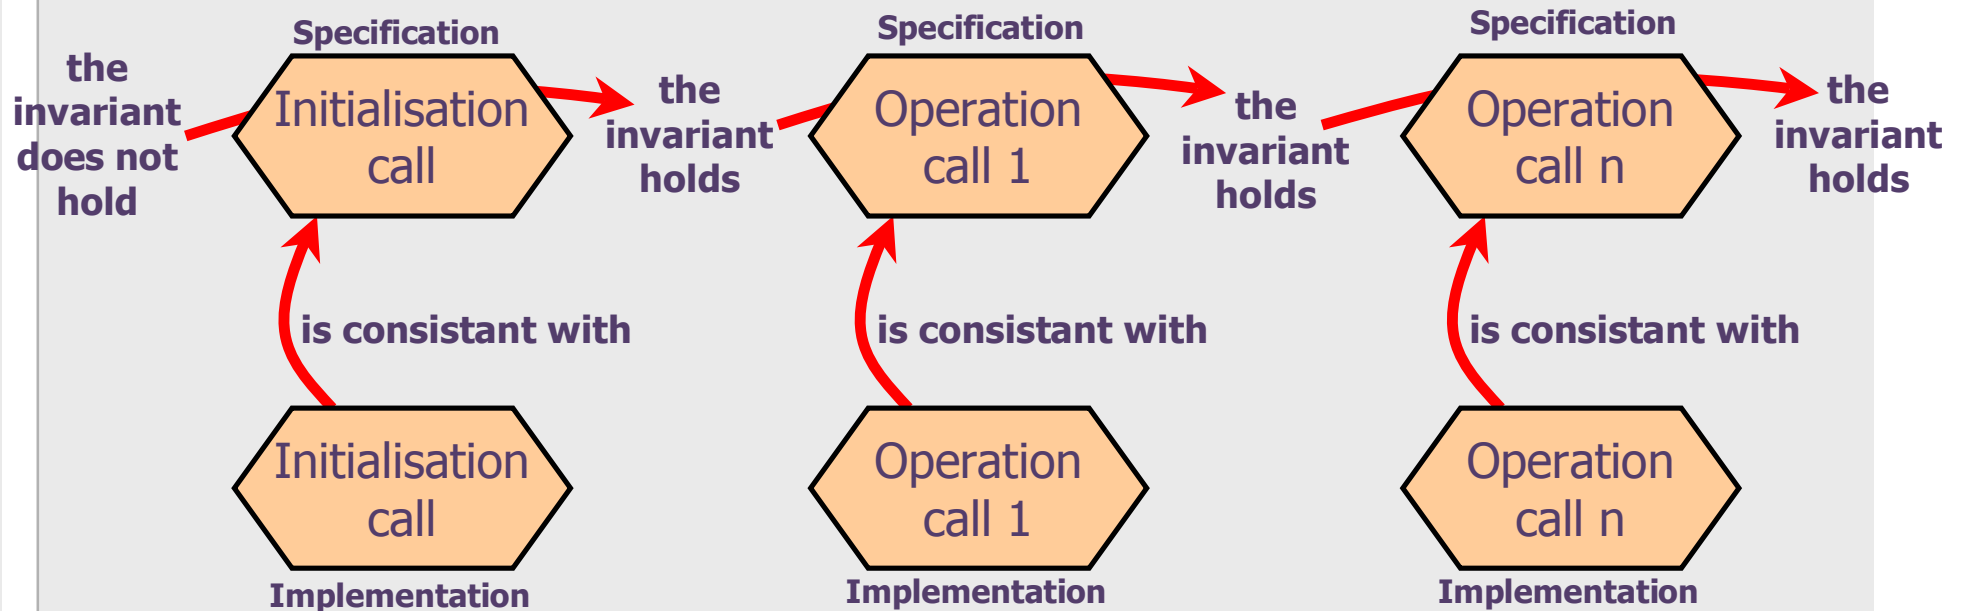 Specification
Specification
Specification
the
invariant
does not
hold
Initialisation
call
the
invariant
holds
Operation
call 1
the
invariant
holds
Operation
call n
the
invariant
holds
is consistant with
is consistant with
is consistant with
Initialisation
call
Operation
call 1
Operation
call n
Implementation
Implementation
Implementation